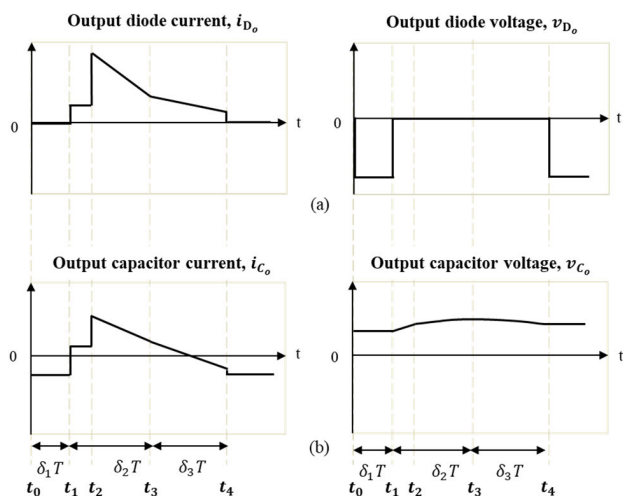 Output diode current, i_{D_o}
Output diode voltage, v_{D_o}
0
t
0
t
(a)
Output capacitor current, i_{C_o}
Output capacitor voltage, v_{C_o}
0
t
0
t
(b)
δ₁T δ₂T δ₃T
δ₁T δ₂T δ₃T
t₀ t₁ t₂ t₃ t₄
t₀ t₁ t₂ t₃ t₄